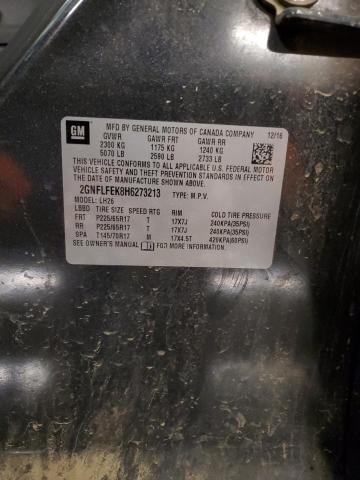 GM
MFD BY GENERAL MOTORS OF CANADA COMPANY 12/16
GVWR GAWR FRT GAWR RR
2300 KG 1175 KG 1240 KG
5070 LB 2590 LB 2733 LB
THIS VEHICLE CONFORMS TO ALL APPLICABLE U.S. FEDERAL
MOTOR VEHICLE SAFETY AND THEFT PREVENTION STANDARDS
IN EFFECT ON THE DATE OF MANUFACTURE SHOWN ABOVE.
2GNFLFEK8H6273213 TYPE: M.P.V.
MODEL: LH26
LBD TIRE SIZE SPEED RTG RIM COLD TIRE PRESSURE
FRT P225/65R17 T 17X7J 240KPA(35PSI)
RR P225/65R17 T 17X7J 240KPA(35PSI)
SPA T145/70R17 M 17X4.5T 420KPA(60PSI)
SEE OWNER'S MANUAL FOR MORE INFORMATION.